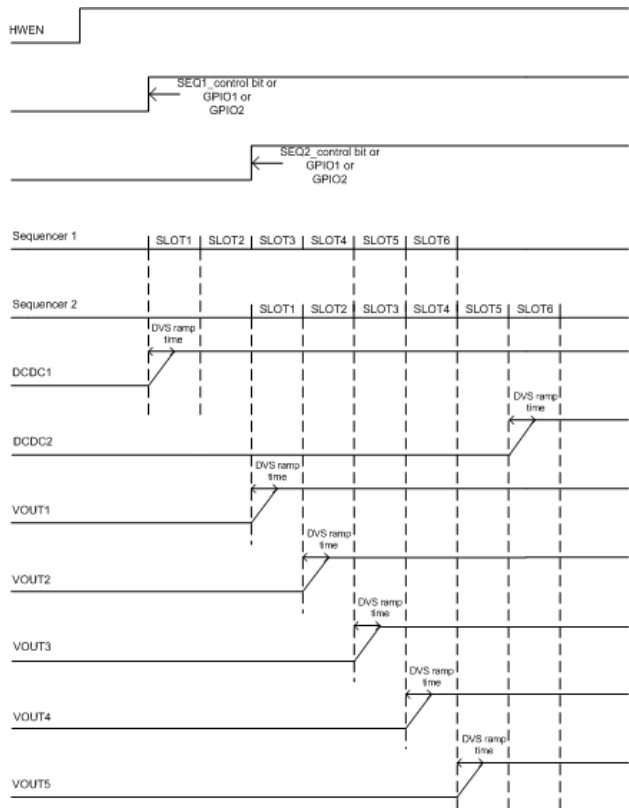 HWEN
SEQ1_control bit or
GPIO1 or
GPIO2
SEQ2_control bit or
GPIO1 or
GPIO2
Sequencer 1
SLOT1 SLOT2 SLOT3 SLOT4 SLOT5 SLOT6
Sequencer 2
SLOT1 SLOT2 SLOT3 SLOT4 SLOT5 SLOT6
DVS ramp
time
DCDC1
DVS ramp
time
DCDC2
DVS ramp
time
VOUT1
DVS ramp
time
VOUT2
DVS ramp
time
VOUT3
DVS ramp
time
VOUT4
DVS ramp
time
VOUT5